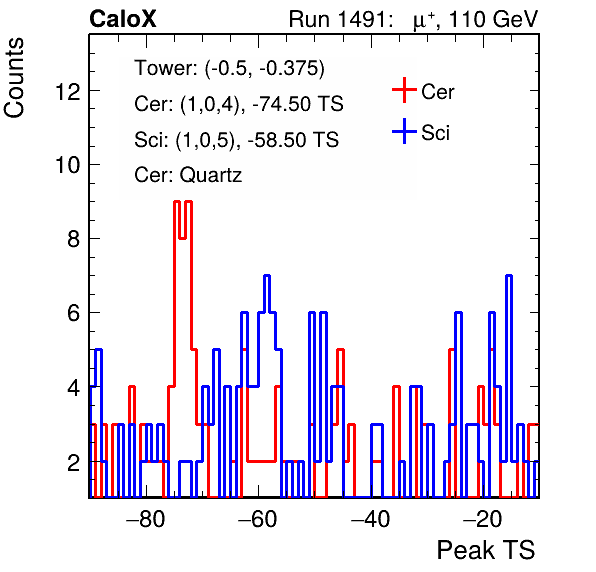 CaloX Run 1491: μ⁺, 110 GeV
Counts
Tower: (-0.5, -0.375)
Cer: (1,0,4), -74.50 TS
Sci: (1,0,5), -58.50 TS
Cer: Quartz
Cer
Sci
12
10
8
6
4
2
−80 −60 −40 −20
Peak TS